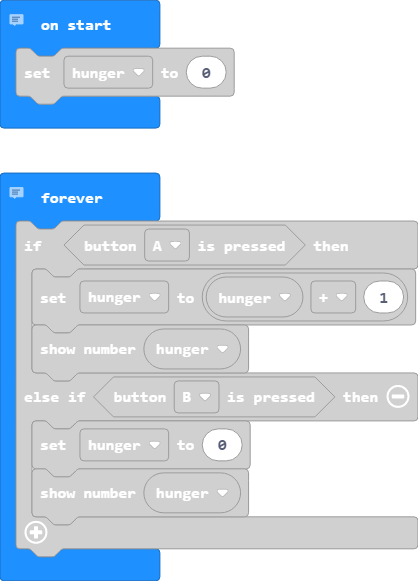 on start
set hunger to 0
forever
if button A is pressed then
set hunger to hunger + 1
show number hunger
else if button B is pressed then
set hunger to 0
show number hunger